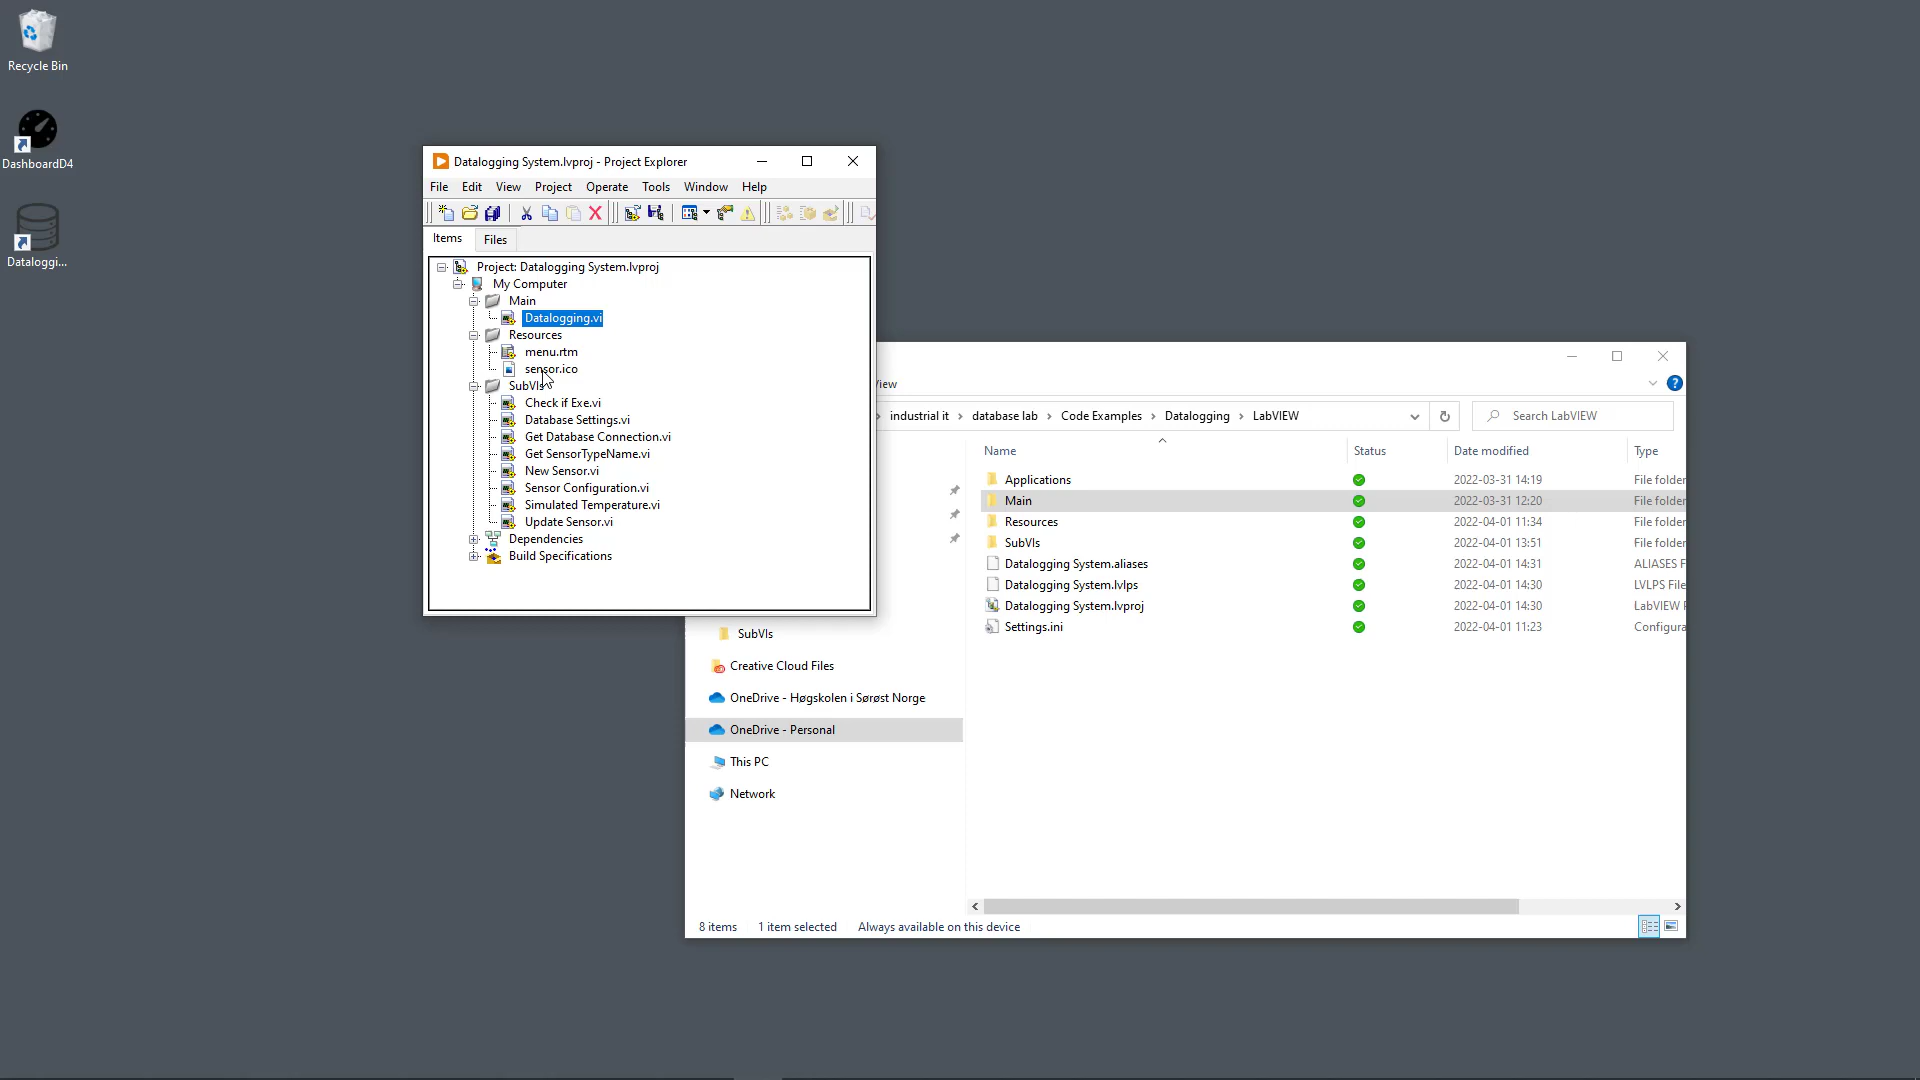 Recycle Bin
DashboardD4
Dataloggi...
Datalogging System.lvproj - Project Explorer
File Edit View Project Operate Tools Window Help
Items Files
Project: Datalogging System.lvproj
My Computer
Main
Datalogging.vi
Resources
menu.rtm
sensor.ico
SubVIs
Check if Exe.vi
Database Settings.vi
Get Database Connection.vi
Get SensorTypeName.vi
New Sensor.vi
Sensor Configuration.vi
Simulated Temperature.vi
Update Sensor.vi
Dependencies
Build Specifications
View
industrial it > database lab > Code Examples > Datalogging > LabVIEW
Search LabVIEW
Name Status Date modified Type
Applications 2022-03-31 14:19 File folder
Main 2022-03-31 12:20 File folder
Resources 2022-04-01 11:34 File folder
SubVIs 2022-04-01 13:51 File folder
Datalogging System.aliases 2022-04-01 14:31 ALIASES F
Datalogging System.lvlps 2022-04-01 14:30 LVLPS File
Datalogging System.lvproj 2022-04-01 14:30 LabVIEW P
Settings.ini 2022-04-01 11:23 Configura
SubVIs
Creative Cloud Files
OneDrive - Høgskolen i Sørøst Norge
OneDrive - Personal
This PC
Network
8 items 1 item selected Always available on this device